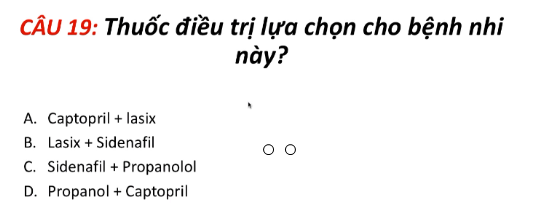 CÂU 19: Thuốc điều trị lựa chọn cho bệnh nhi
này?
A. Captopril + lasix
B. Lasix + Sidenafil
C. Sidenafil + Propanolol
D. Propanol + Captopril